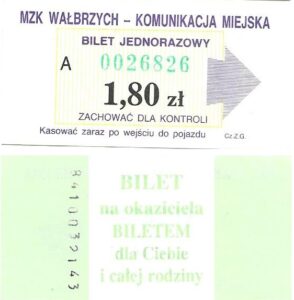 MZK WAŁBRZYCH – KOMUNIKACJA MIEJSKA
BILET JEDNORAZOWY
A 0026826
1,80 zł
ZACHOWAĆ DLA KONTROLI
Kasować zaraz po wejściu do pojazdu
Cz.Z.G.
BILET
na okaziciela
BILETEM
dla Ciebie
i całej rodziny